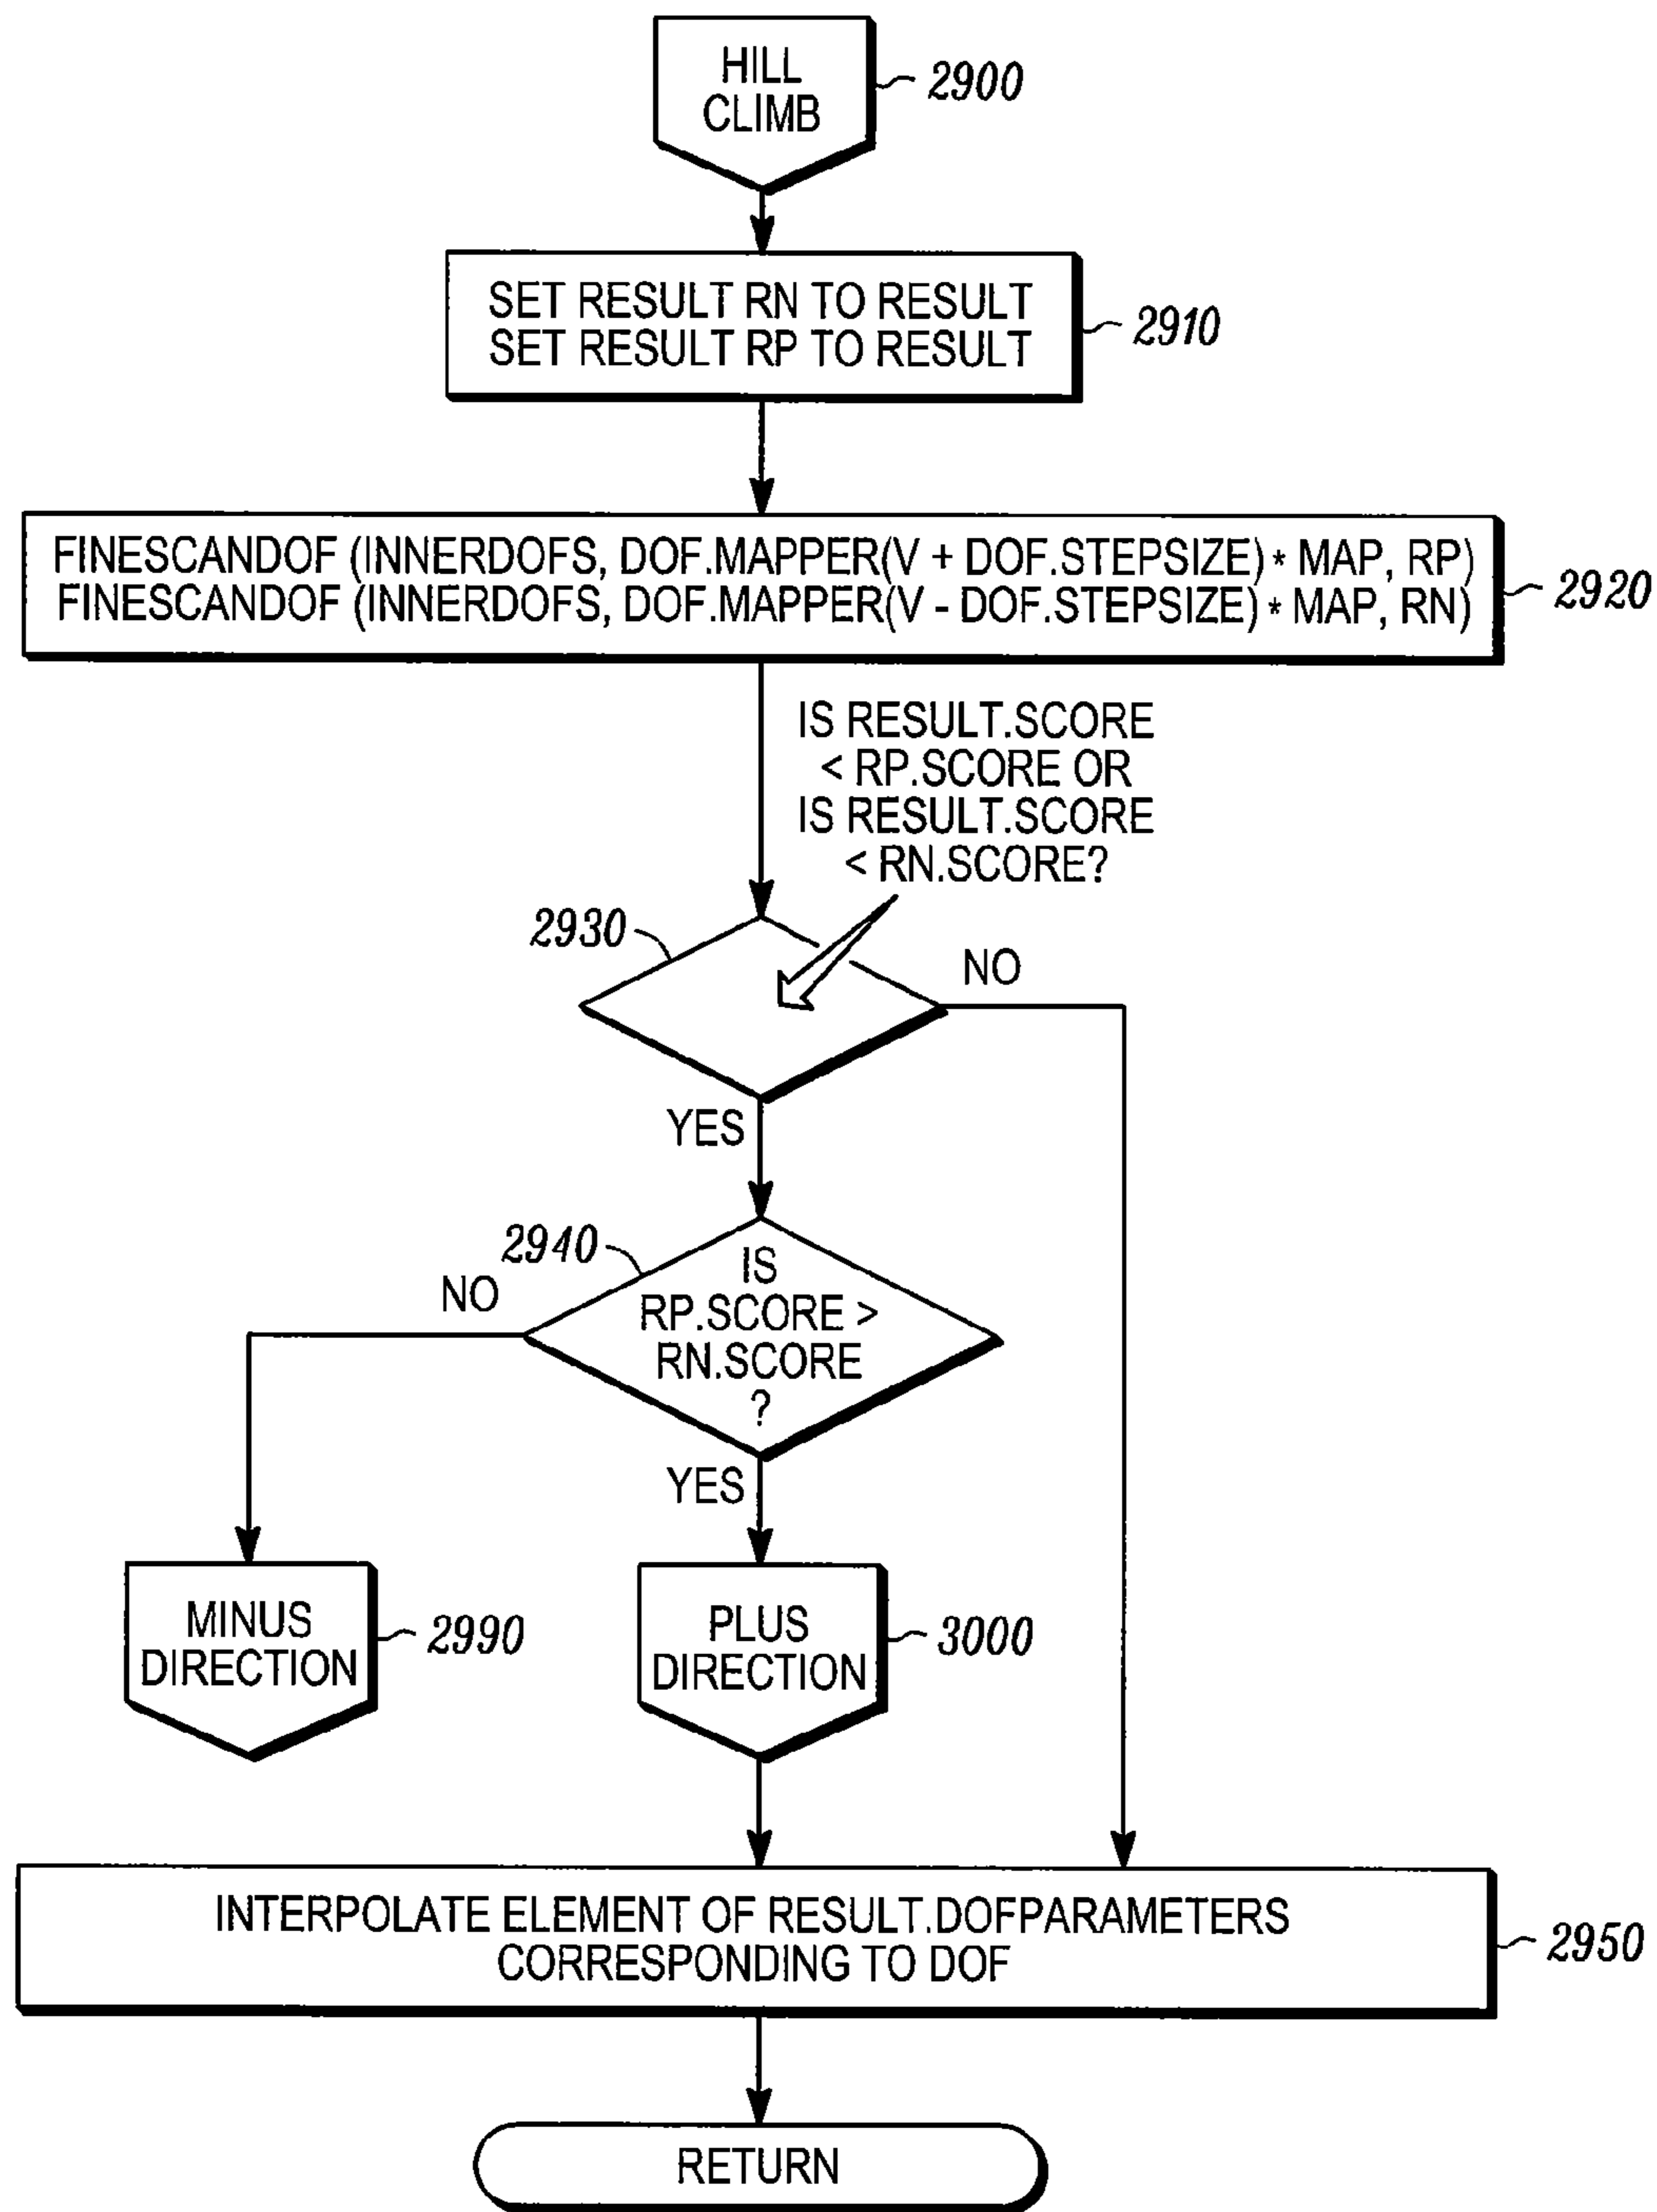 HILL
CLIMB
2900
SET RESULT RN TO RESULT
SET RESULT RP TO RESULT
2910
FINESCANDOF (INNERDOFS, DOF.MAPPER(V + DOF.STEPSIZE) * MAP, RP)
FINESCANDOF (INNERDOFS, DOF.MAPPER(V - DOF.STEPSIZE) * MAP, RN)
2920
IS RESULT.SCORE
< RP.SCORE OR
IS RESULT.SCORE
< RN.SCORE?
2930
NO
YES
2940
IS
RP.SCORE >
RN.SCORE
?
NO
YES
MINUS
DIRECTION
2990
PLUS
DIRECTION
3000
INTERPOLATE ELEMENT OF RESULT.DOFPARAMETERS
CORRESPONDING TO DOF
2950
RETURN